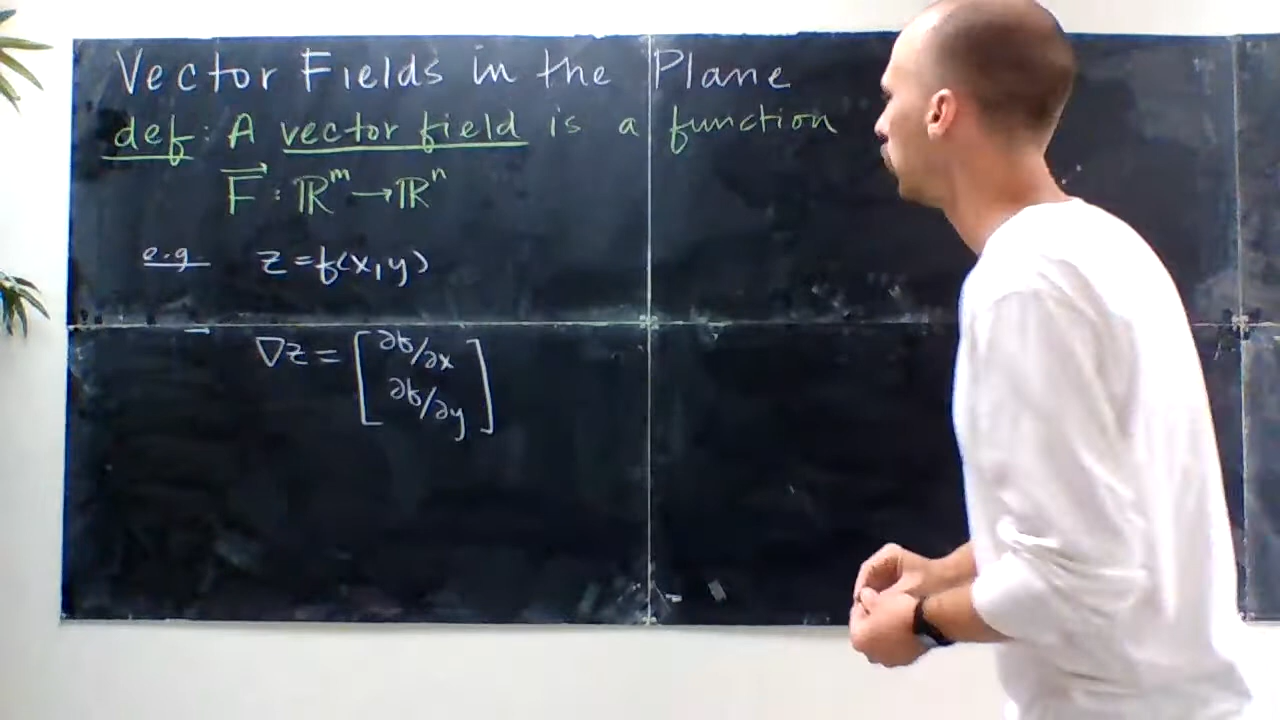 Vector Fields in the Plane
def: A vector field is a function
F⃗ : ℝᵐ → ℝⁿ
e.g. z = f(x,y)
∇z = [ ∂f/∂x
∂f/∂y ]